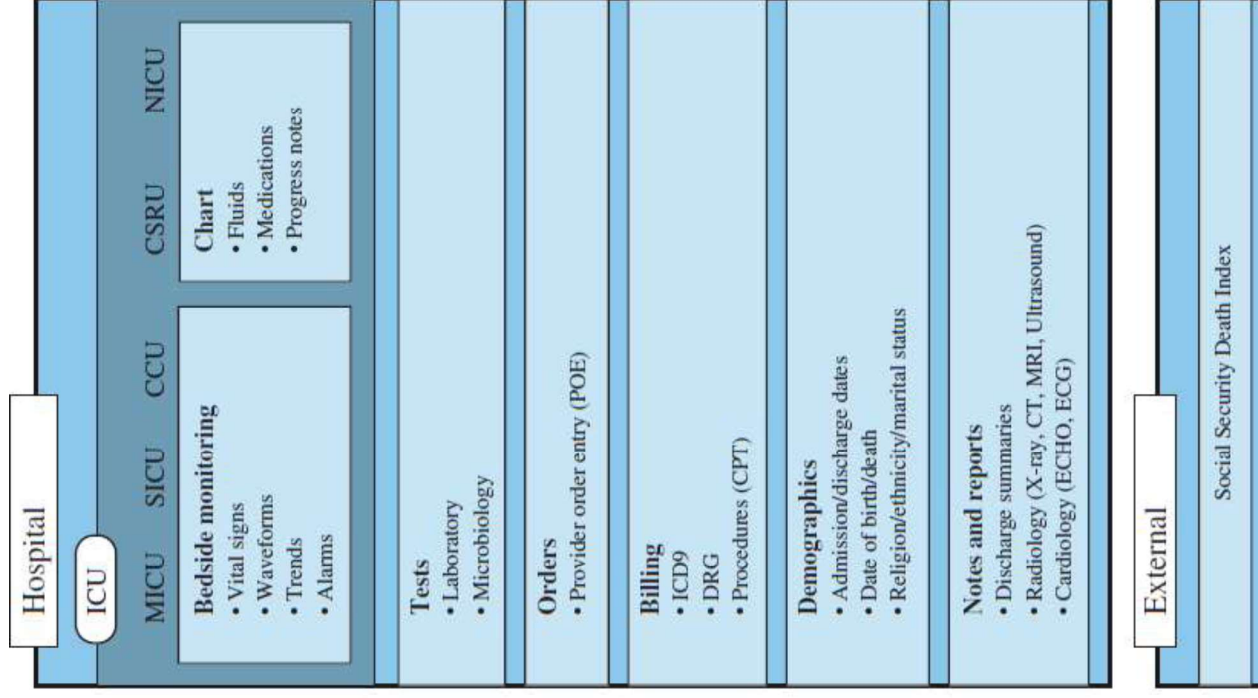 Hospital
ICU
MICU SICU CCU CSRU NICU
Bedside monitoring
• Vital signs
• Waveforms
• Trends
• Alarms
Chart
• Fluids
• Medications
• Progress notes
Tests
• Laboratory
• Microbiology
Orders
• Provider order entry (POE)
Billing
• ICD9
• DRG
• Procedures (CPT)
Demographics
• Admission/discharge dates
• Date of birth/death
• Religion/ethnicity/marital status
Notes and reports
• Discharge summaries
• Radiology (X-ray, CT, MRI, Ultrasound)
• Cardiology (ECHO, ECG)
External
Social Security Death Index